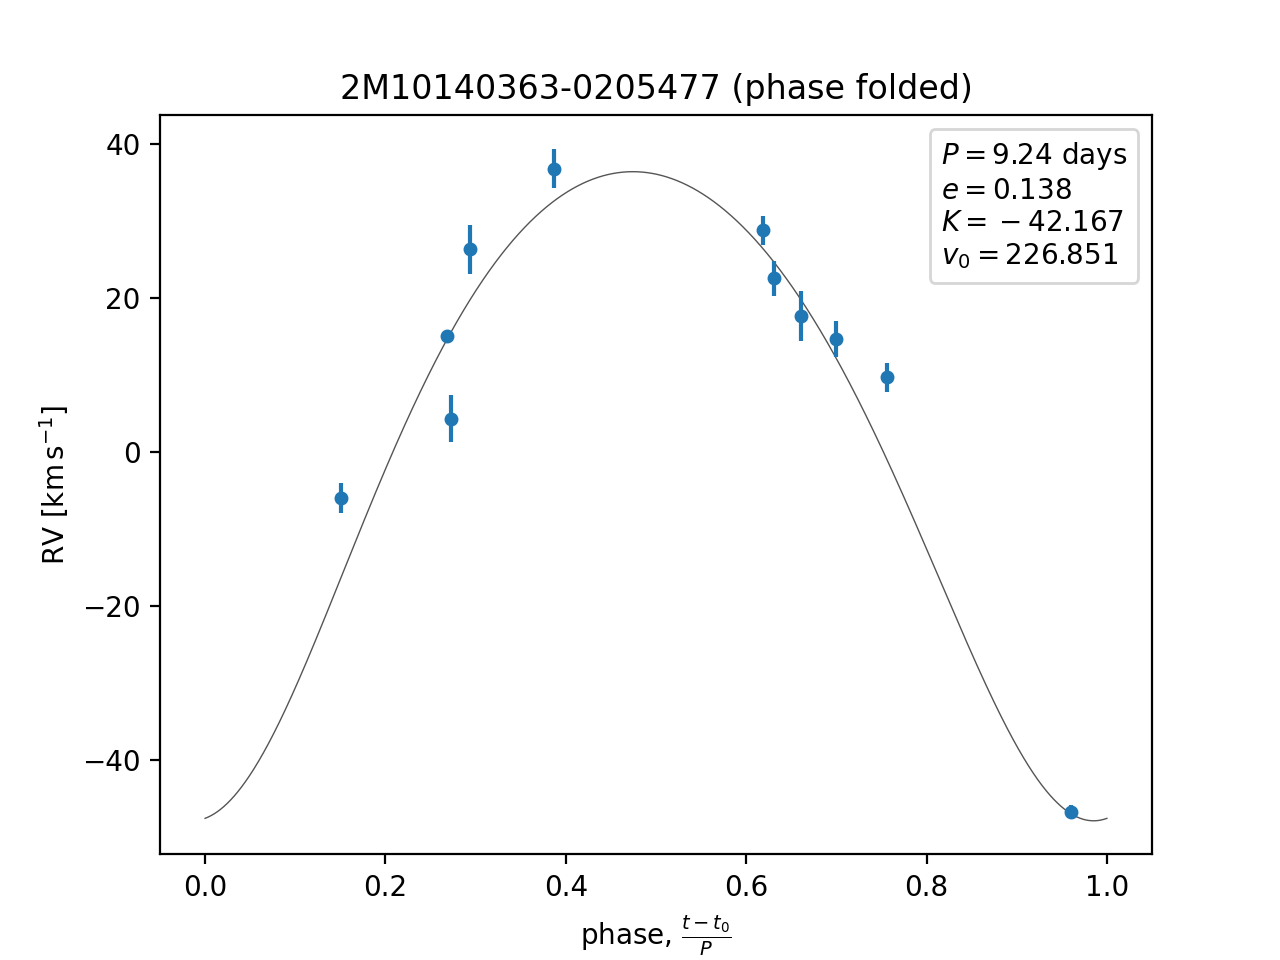 2M10140363-0205477 (phase folded)
P = 9.24 days
e = 0.138
K = −42.167
v₀ = 226.851
40
20
0
−20
−40
RV [km s⁻¹]
0.0 0.2 0.4 0.6 0.8 1.0
phase, (t − t₀)/P